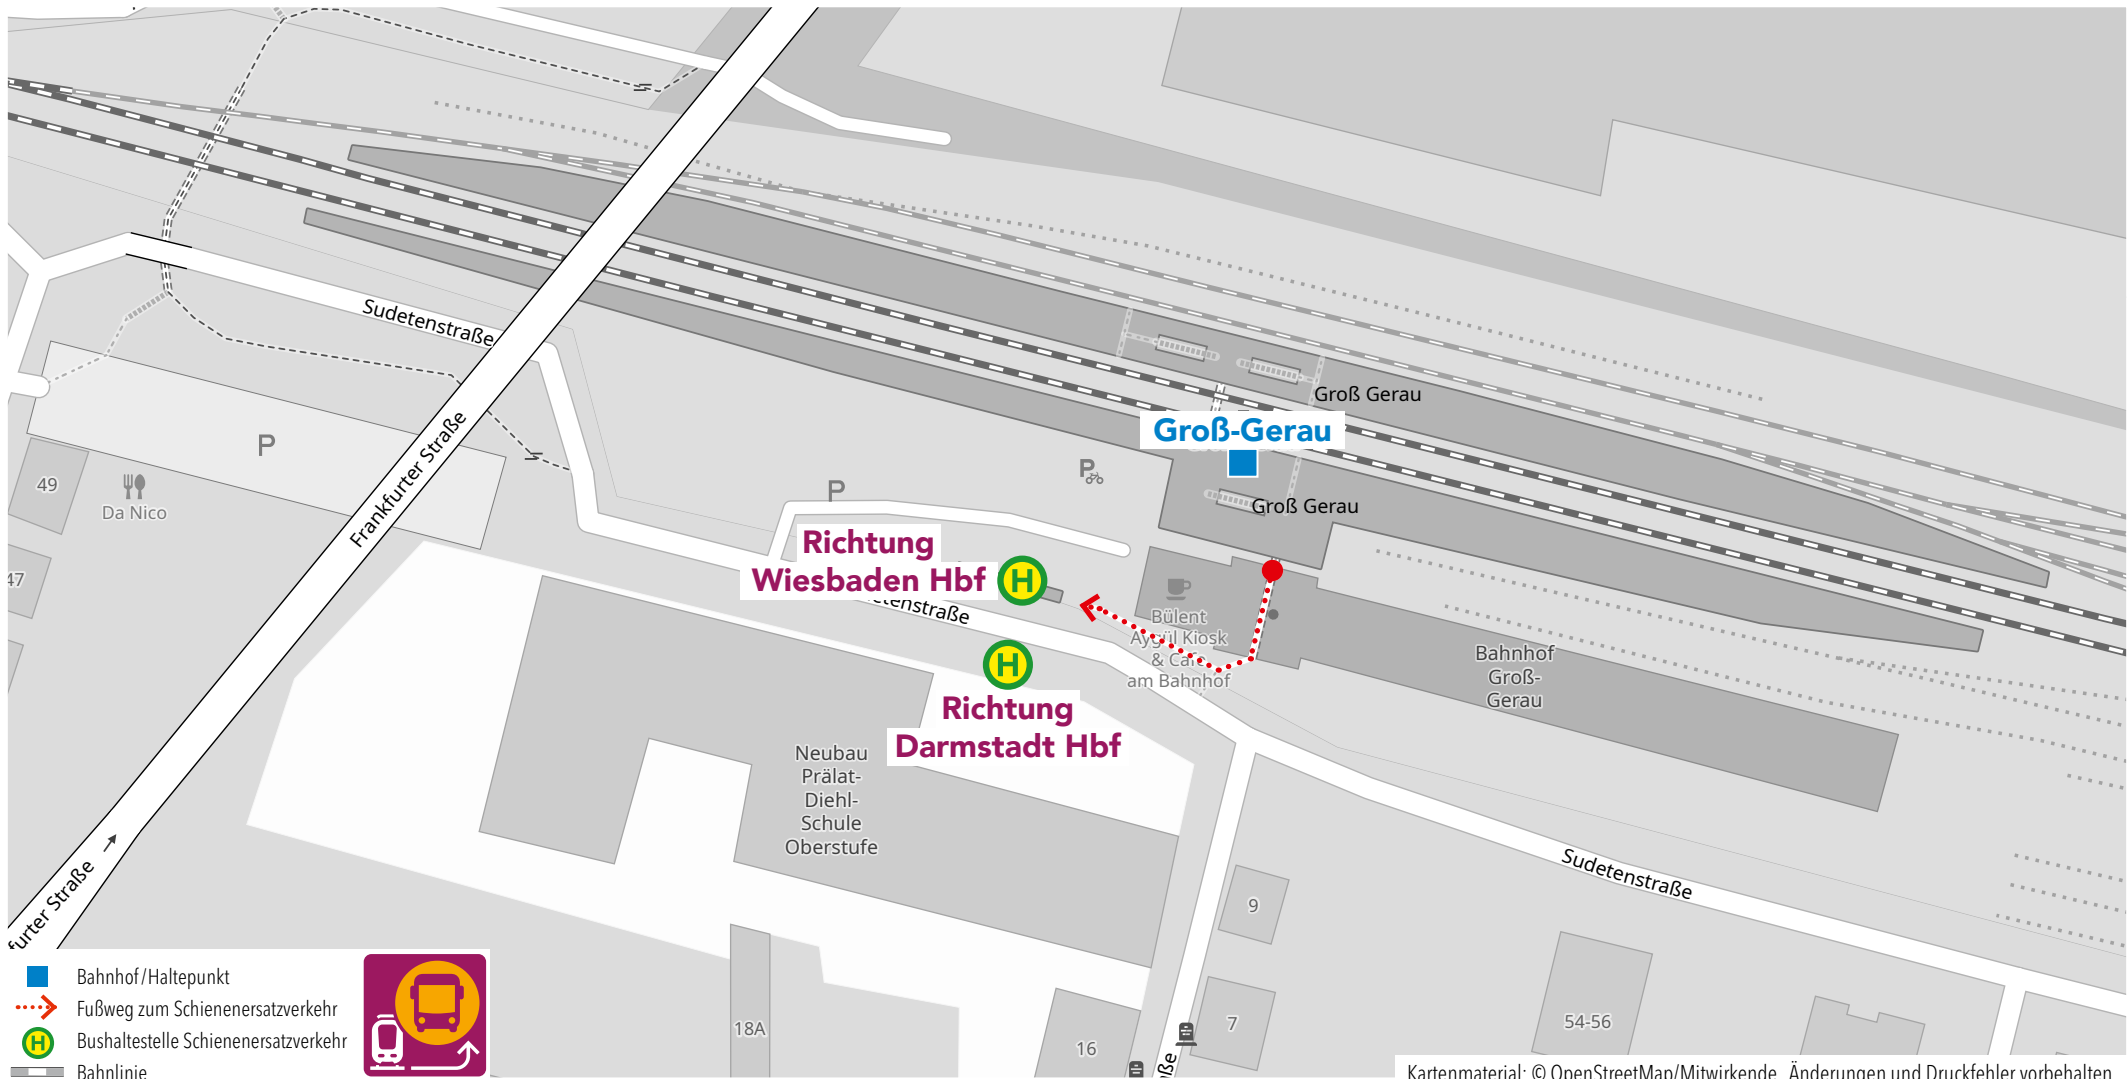 Sudetenstraße
Frankfurter Straße
P
49
Da Nico
47
P
P
Groß Gerau
Groß-Gerau
Groß Gerau
Richtung
Wiesbaden Hbf
H
etenstraße
H
Richtung
Darmstadt Hbf
Bülent
Aygül Kiosk
& Cafe
am Bahnhof
Bahnhof
Groß-
Gerau
Neubau
Prälat-
Diehl-
Schule
Oberstufe
Sudetenstraße
furter Straße
9
7
18A
16
54-56
aße
Bahnhof/Haltepunkt
Fußweg zum Schienenersatzverkehr
H
Bushaltestelle Schienenersatzverkehr
Bahnlinie
Kartenmaterial: © OpenStreetMap/Mitwirkende. Änderungen und Druckfehler vorbehalten